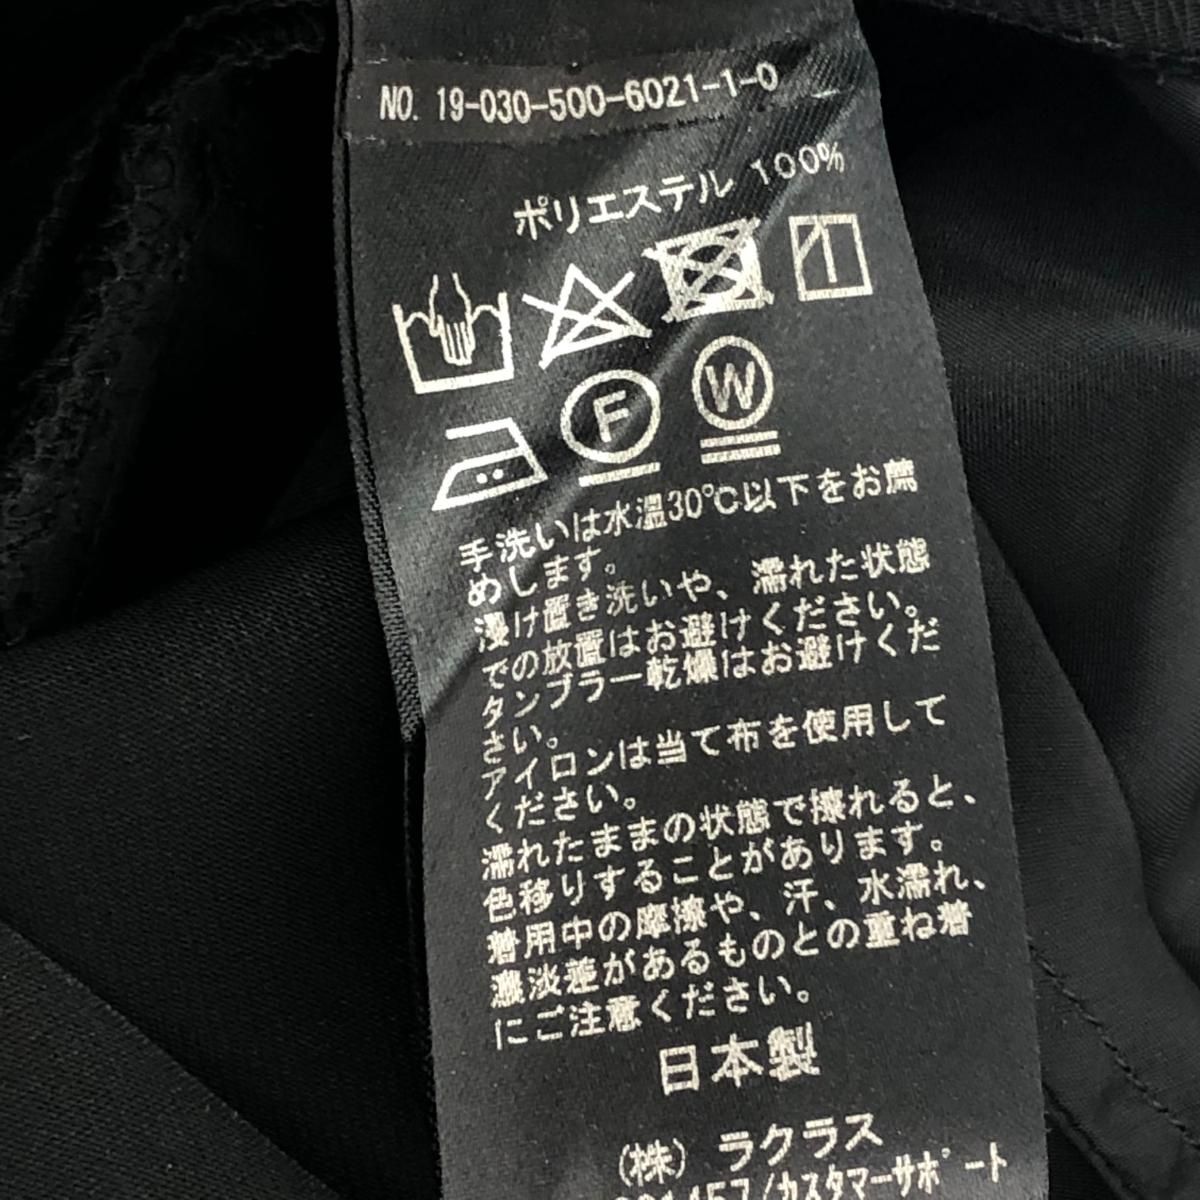 NO. 19-030-500-6021-1-0
ポリエステル 100%
F W
手洗いは水温30℃以下をお薦
めします。
浸け置き洗いや、濡れた状態
での放置はお避けください。
タンブラー乾燥はお避けくだ
さい。
アイロンは当て布を使用して
ください。
濡れたままの状態で擦れると、
色移りすることがあります。
着用中の摩擦や、汗、水濡れ、
濃淡差があるものとの重ね着
にご注意ください。
日本製
(株) ラクラス
/カスタマーサポート